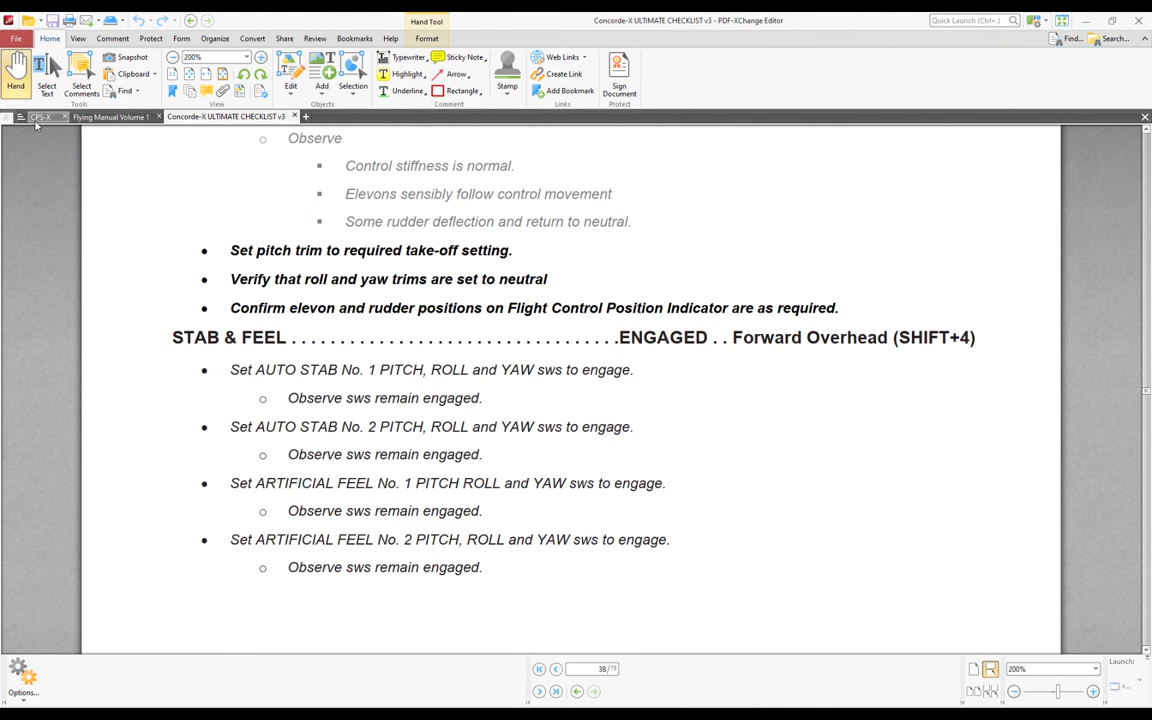 Hand Tool
Concorde-X ULTIMATE CHECKLIST v3 - PDF-XChange Editor
Quick Launch (Ctrl+.)
File Home View Comment Protect Form Organize Convert Share Review Bookmarks Help Format
Find... Search...
Hand
Select Text
Select Comments
Snapshot
Clipboard
Find
Tools
200%
View
Edit
Add
Selection
Objects
Typewriter
Highlight
Underline
Sticky Note
Arrow
Rectangle
Stamp
Comment
Web Links
Create Link
Add Bookmark
Links
Sign Document
Protect
CPS-X Flying Manual Volume 1 Concorde-X ULTIMATE CHECKLIST v3
o Observe
▪ Control stiffness is normal.
▪ Elevons sensibly follow control movement
▪ Some rudder deflection and return to neutral.
• Set pitch trim to required take-off setting.
• Verify that roll and yaw trims are set to neutral
• Confirm elevon and rudder positions on Flight Control Position Indicator are as required.
STAB & FEEL . . . . . . . . . . . . . . . . . . . . . . . . . . . . . . . . . .ENGAGED . . Forward Overhead (SHIFT+4)
• Set AUTO STAB No. 1 PITCH, ROLL and YAW sws to engage.
o Observe sws remain engaged.
• Set AUTO STAB No. 2 PITCH, ROLL and YAW sws to engage.
o Observe sws remain engaged.
• Set ARTIFICIAL FEEL No. 1 PITCH ROLL and YAW sws to engage.
o Observe sws remain engaged.
• Set ARTIFICIAL FEEL No. 2 PITCH, ROLL and YAW sws to engage.
o Observe sws remain engaged.
Options...
38/75
200%
Launch: